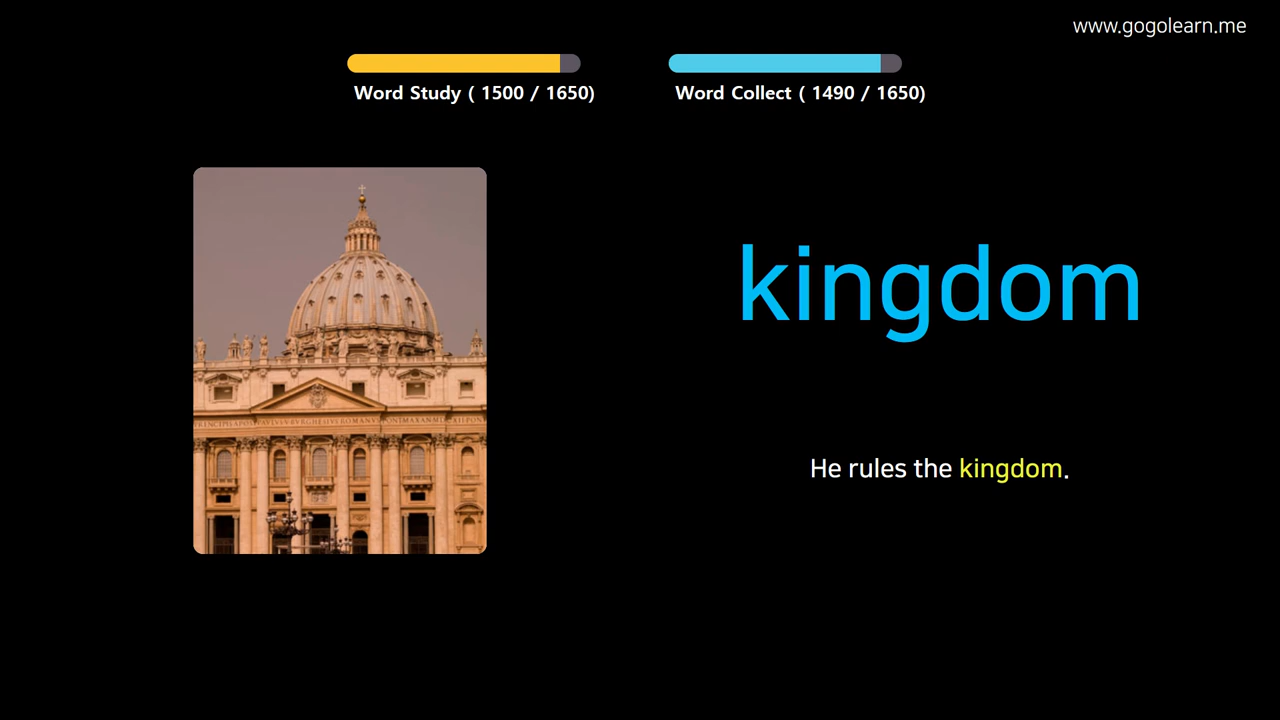 www.gogolearn.me
Word Study ( 1500 / 1650)
Word Collect ( 1490 / 1650)
kingdom
He rules the kingdom.